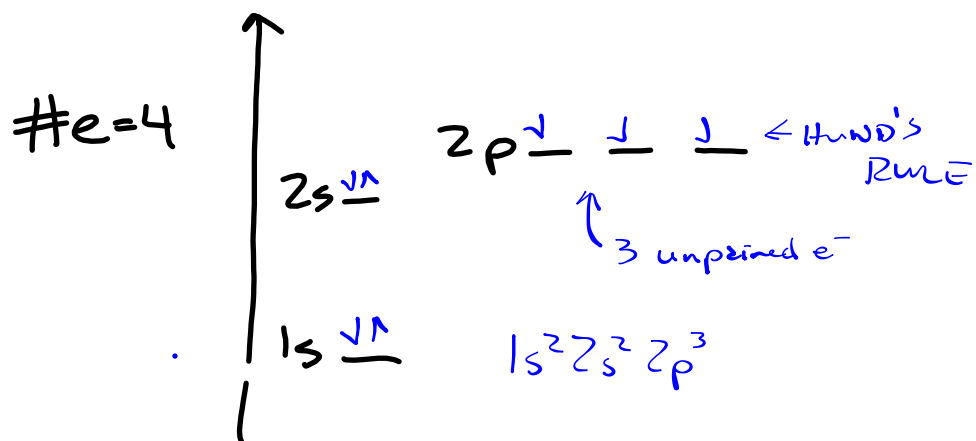 #e=4
2p ← HUND'S
RULE
2s
3 unpaired e⁻
1s 1s²2s²2p³